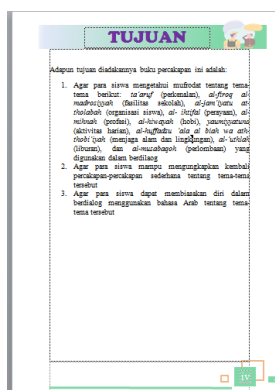 TUJUAN
Adapun tujuan diadakannya buku percakapan ini adalah:
1. Agar para siswa mengetahui mufrodat tentang tema-
tema berikut: ta'aruf (perkenalan), al-firoq al-
madrosiyyah (fasilitas sekolah), al-jam'iyatu at-
tholabah (organisasi siswa), al- ihtifal (perayaan), al-
mihnah (profesi), al-hiwayah (hobi), yaumiyyatuna
(aktivitas harian), al-huffadzu 'ala al biah wa ath-
thobi'iyah (menjaga alam dan lingkungan), al-'uthlah
(liburan), dan al-musabaqoh (perlombaan) yang
digunakan dalam berdilaog
2. Agar para siswa mampu mengungkapkan kembali
percakapan-percakapan sederhana tentang tema-tema
tersebut
3. Agar para siswa dapat membiasakan diri dalam
berdialog menggunakan bahasa Arab tentang tema-
tema tersebut
iv